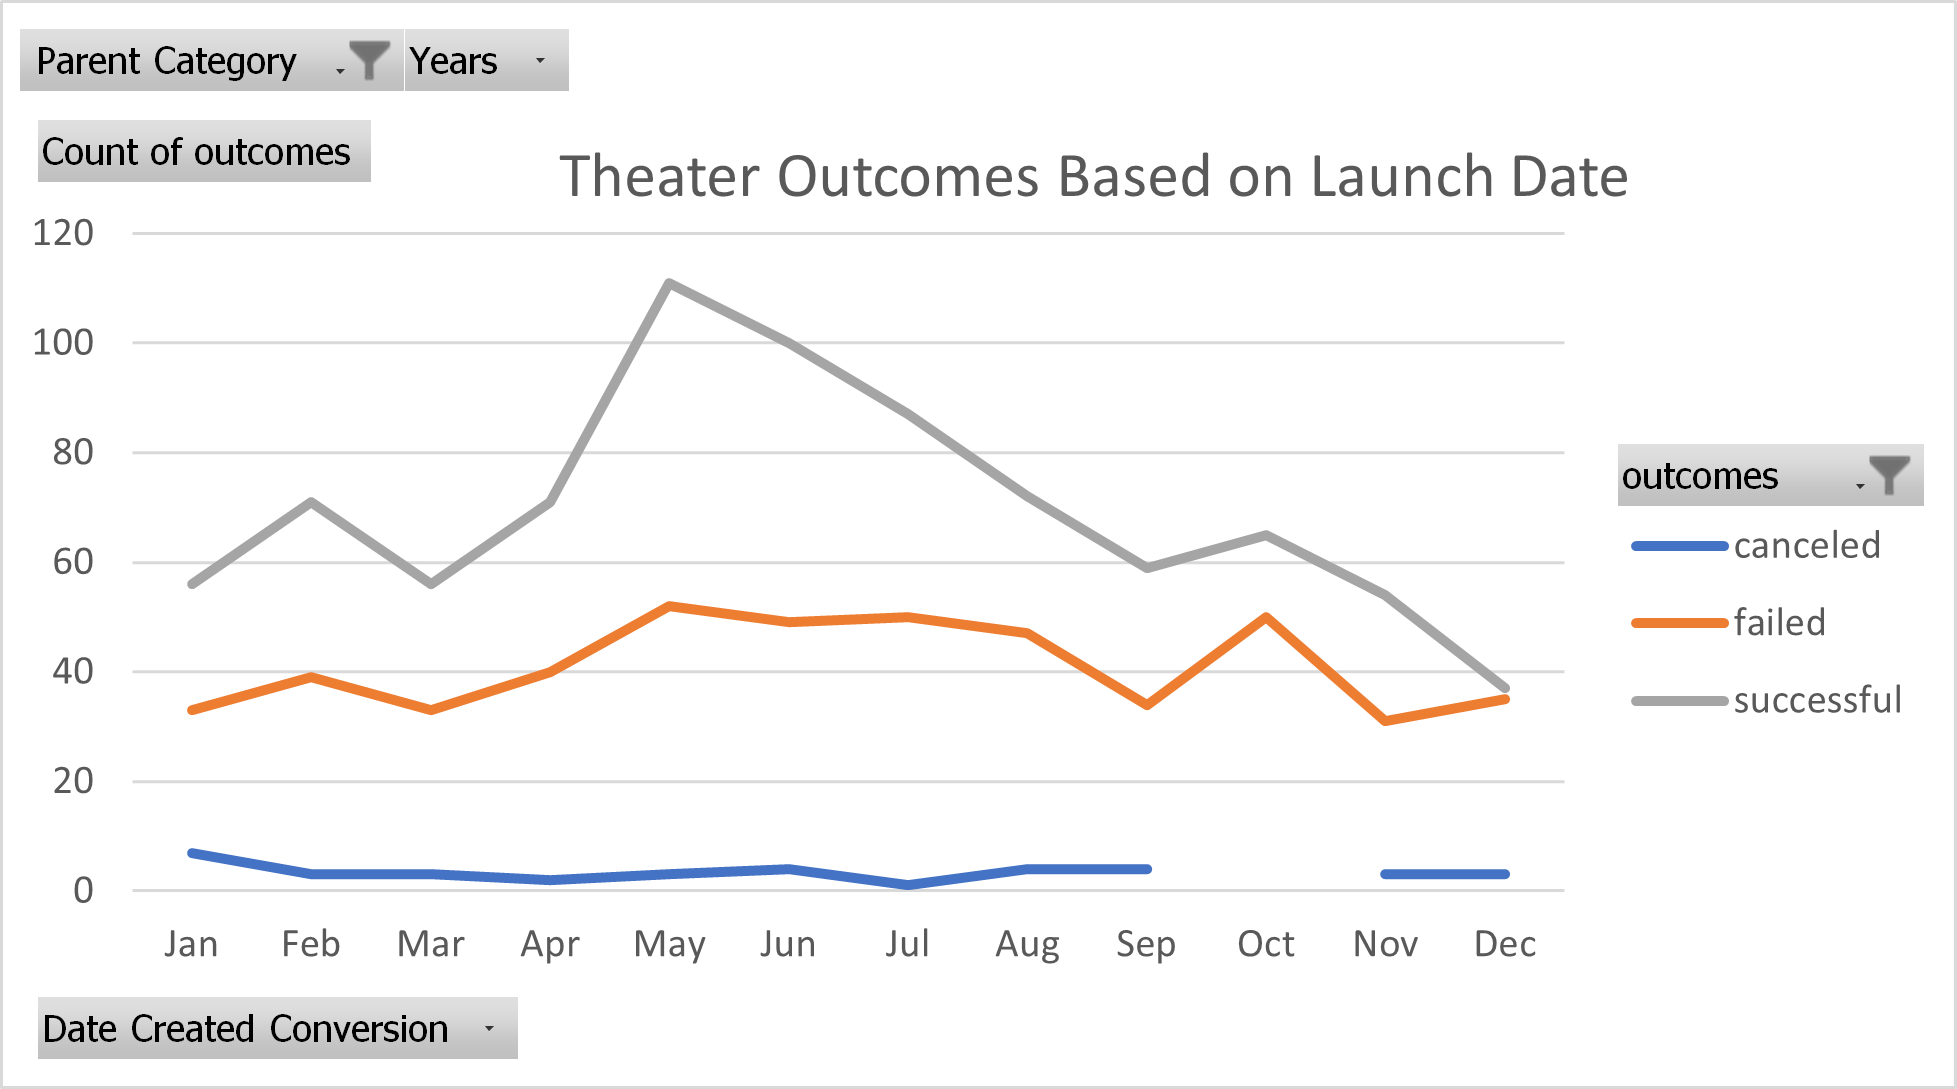 Parent Category Years
Count of outcomes
Theater Outcomes Based on Launch Date
120
100
80
60
40
20
0
Jan Feb Mar Apr May Jun Jul Aug Sep Oct Nov Dec
outcomes
canceled
failed
successful
Date Created Conversion